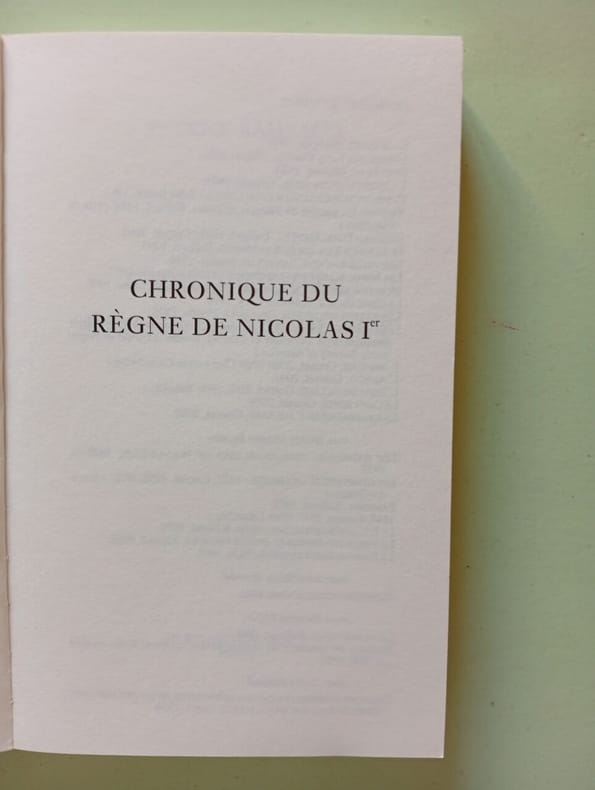 CHRONIQUE DU
RÈGNE DE NICOLAS Ier